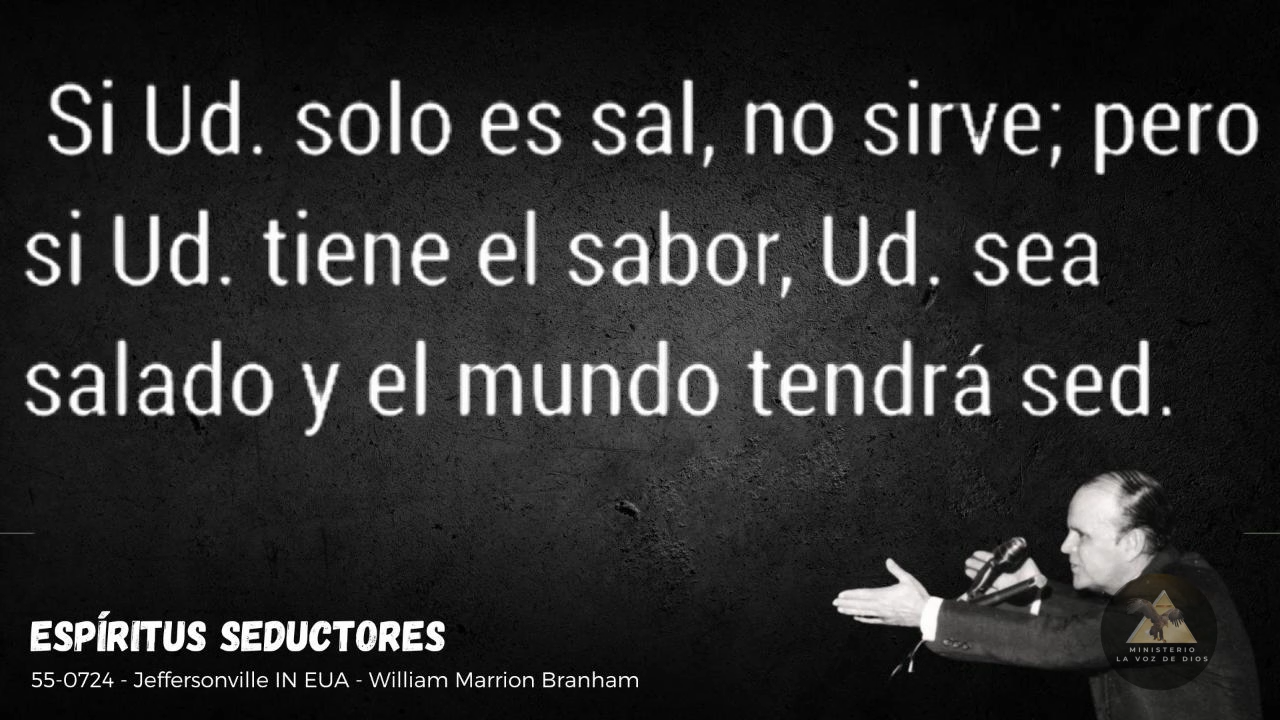 Si Ud. solo es sal, no sirve; pero
si Ud. tiene el sabor, Ud. sea
salado y el mundo tendrá sed.
ESPÍRITUS SEDUCTORES
55-0724 - Jeffersonville IN EUA - William Marrion Branham
MINISTERIO
LA VOZ DE DIOS